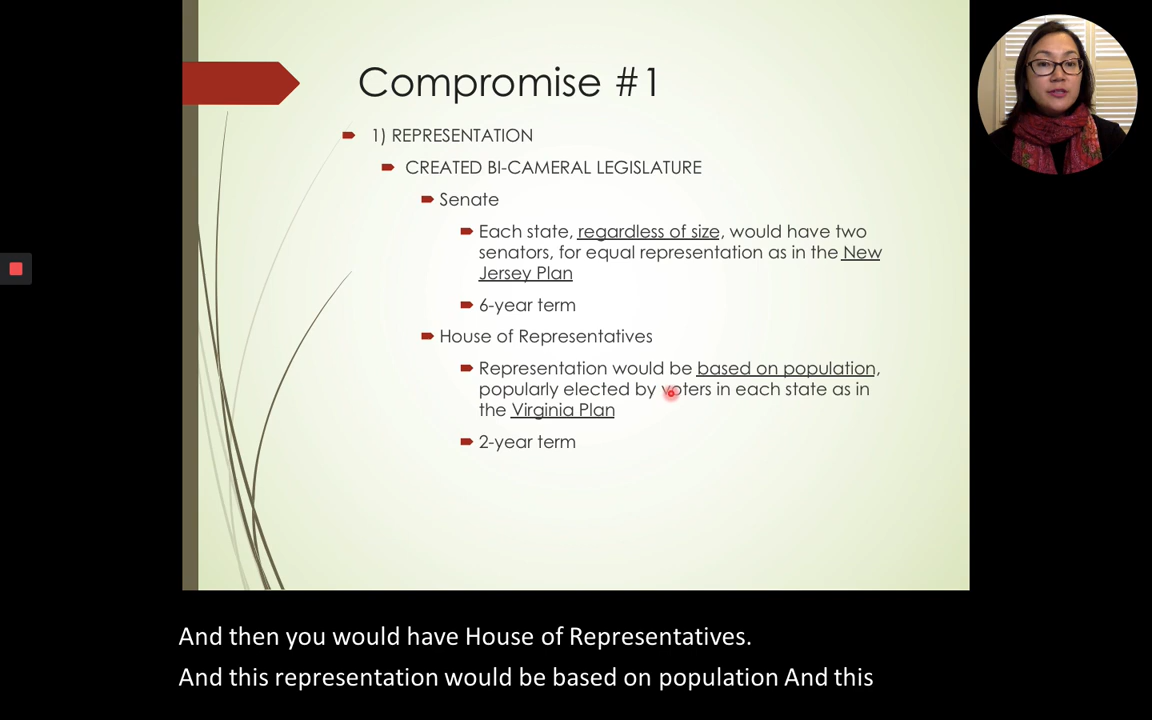 Compromise #1
1) REPRESENTATION
CREATED BI-CAMERAL LEGISLATURE
Senate
Each state, regardless of size, would have two
senators, for equal representation as in the New
Jersey Plan
6-year term
House of Representatives
Representation would be based on population,
popularly elected by voters in each state as in
the Virginia Plan
2-year term
And then you would have House of Representatives.
And this representation would be based on population And this